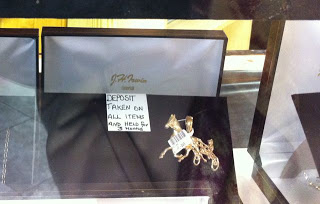 DEPOSIT
TAKEN ON
ALL ITEMS
AND HELD for
3 Months